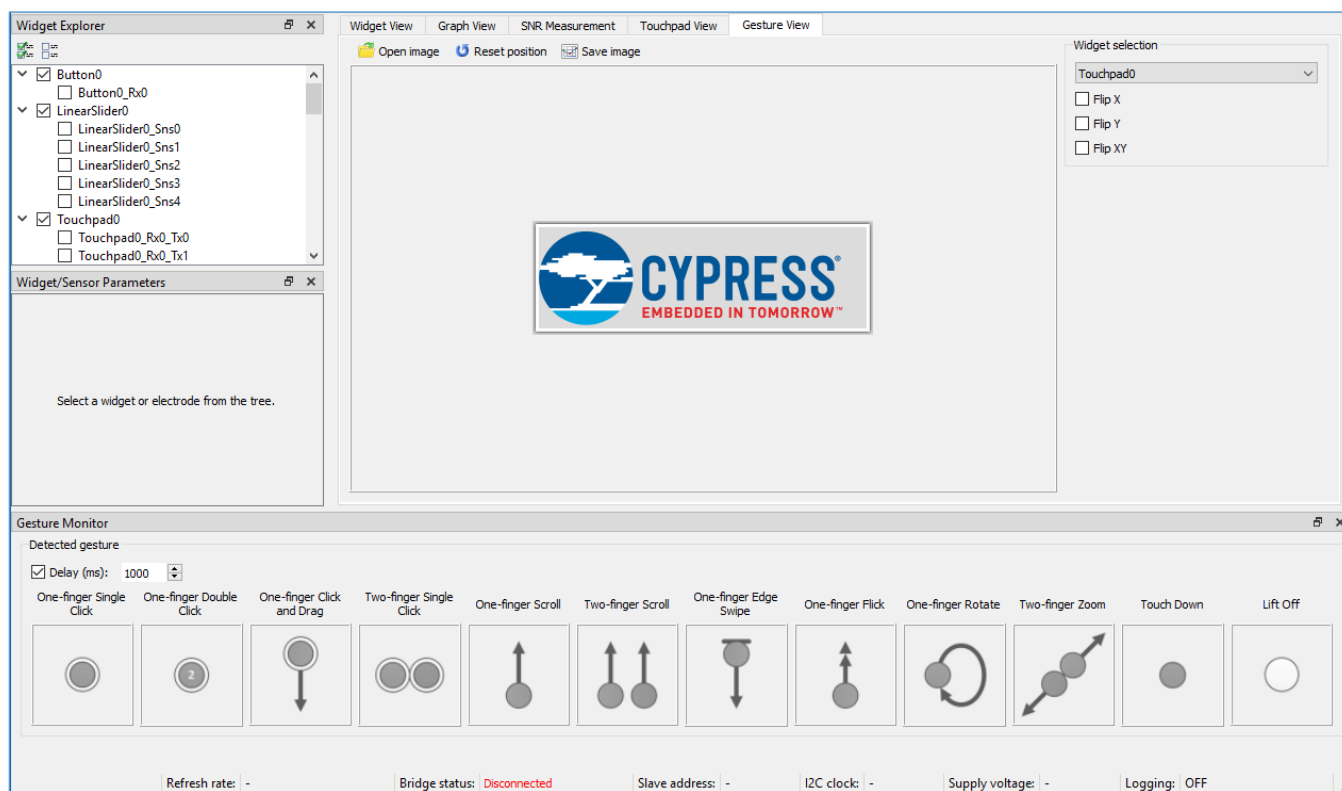 Widget Explorer
Button0
Button0_Rx0
LinearSlider0
LinearSlider0_Sns0
LinearSlider0_Sns1
LinearSlider0_Sns2
LinearSlider0_Sns3
LinearSlider0_Sns4
Touchpad0
Touchpad0_Rx0_Tx0
Touchpad0_Rx0_Tx1
Widget/Sensor Parameters
Select a widget or electrode from the tree.
Widget View Graph View SNR Measurement Touchpad View Gesture View
Open image Reset position Save image
CYPRESS®
EMBEDDED IN TOMORROW™
Widget selection
Touchpad0
Flip X
Flip Y
Flip XY
Gesture Monitor
Detected gesture
Delay (ms): 1000
One-finger Single Click
One-finger Double Click
One-finger Click and Drag
Two-finger Single Click
One-finger Scroll
Two-finger Scroll
One-finger Edge Swipe
One-finger Flick
One-finger Rotate
Two-finger Zoom
Touch Down
Lift Off
2
Refresh rate: - Bridge status: Disconnected Slave address: - I2C clock: - Supply voltage: - Logging: OFF